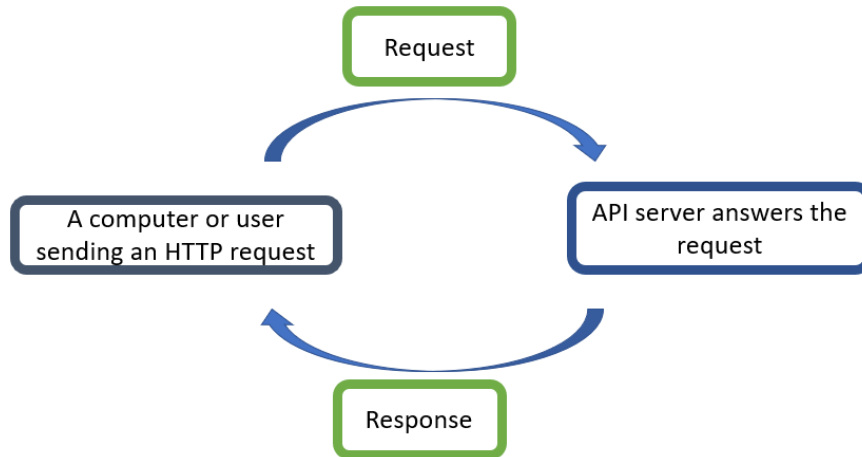 Request
A computer or user
sending an HTTP request
API server answers the
request
Response